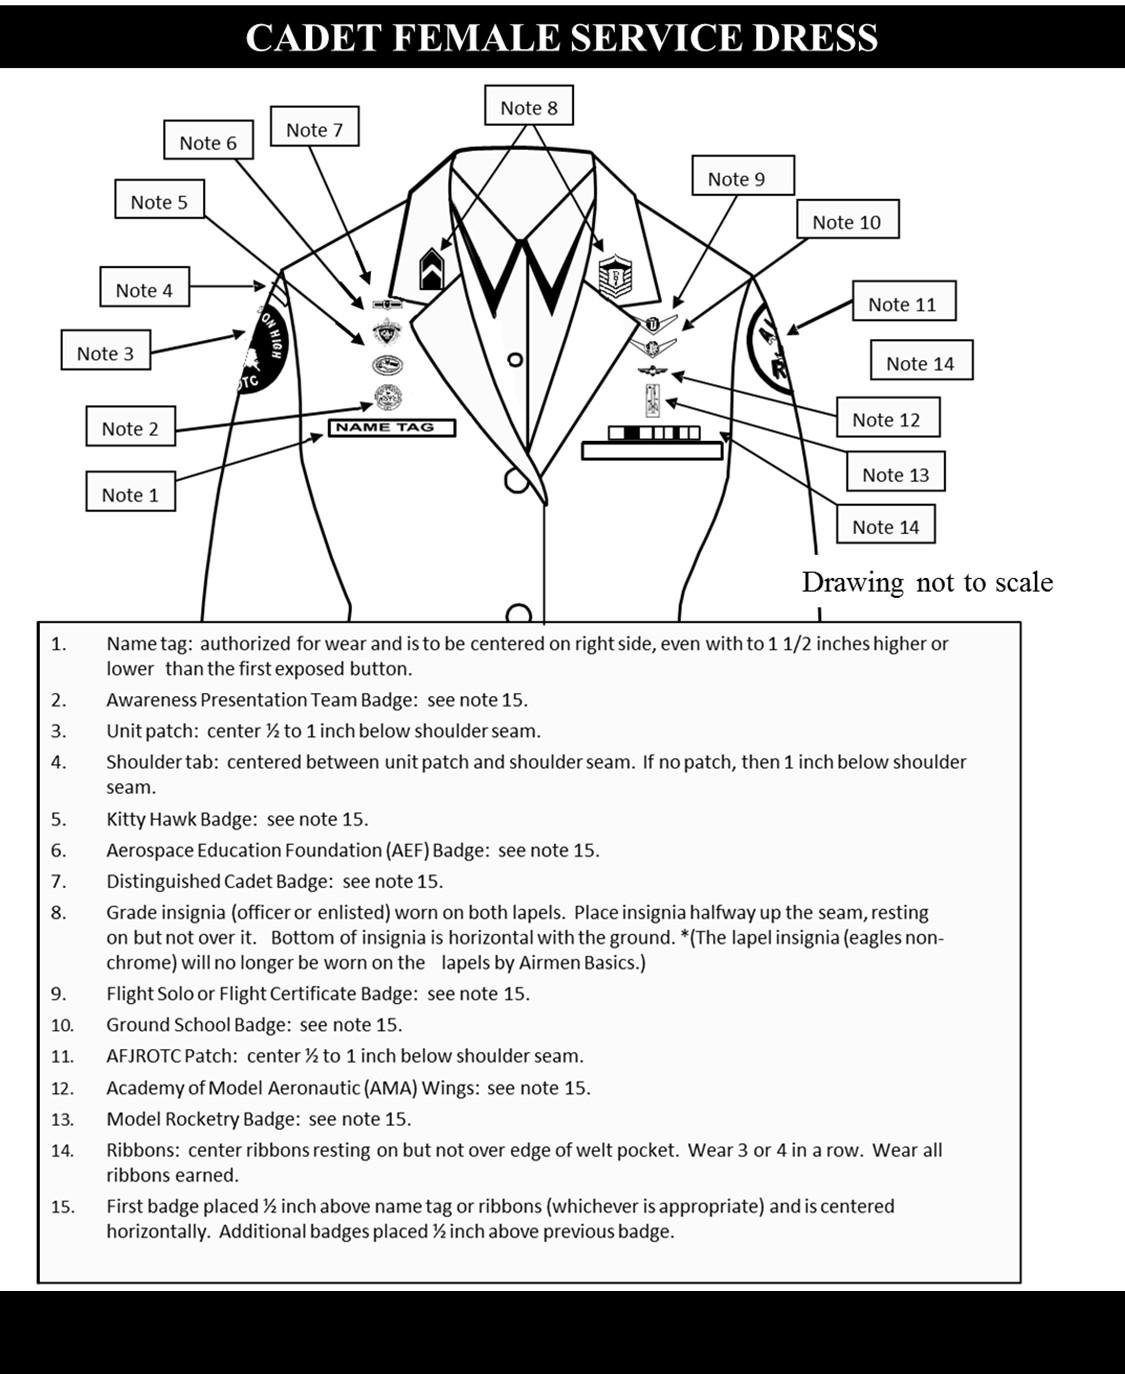 CADET FEMALE SERVICE DRESS
Note 8
Note 7
Note 6
Note 9
Note 5
Note 10
Note 4
Note 11
ON HIGH
OTC
Note 3
Note 14
Note 12
Note 2
NAME TAG
Note 13
Note 1
Note 14
Drawing not to scale
1. Name tag: authorized for wear and is to be centered on right side, even with to 1 1/2 inches higher or
lower than the first exposed button.
2. Awareness Presentation Team Badge: see note 15.
3. Unit patch: center ½ to 1 inch below shoulder seam.
4. Shoulder tab: centered between unit patch and shoulder seam. If no patch, then 1 inch below shoulder
seam.
5. Kitty Hawk Badge: see note 15.
6. Aerospace Education Foundation (AEF) Badge: see note 15.
7. Distinguished Cadet Badge: see note 15.
8. Grade insignia (officer or enlisted) worn on both lapels. Place insignia halfway up the seam, resting
on but not over it. Bottom of insignia is horizontal with the ground. *(The lapel insignia (eagles non-
chrome) will no longer be worn on the lapels by Airmen Basics.)
9. Flight Solo or Flight Certificate Badge: see note 15.
10. Ground School Badge: see note 15.
11. AFJROTC Patch: center ½ to 1 inch below shoulder seam.
12. Academy of Model Aeronautic (AMA) Wings: see note 15.
13. Model Rocketry Badge: see note 15.
14. Ribbons: center ribbons resting on but not over edge of welt pocket. Wear 3 or 4 in a row. Wear all
ribbons earned.
15. First badge placed ½ inch above name tag or ribbons (whichever is appropriate) and is centered
horizontally. Additional badges placed ½ inch above previous badge.